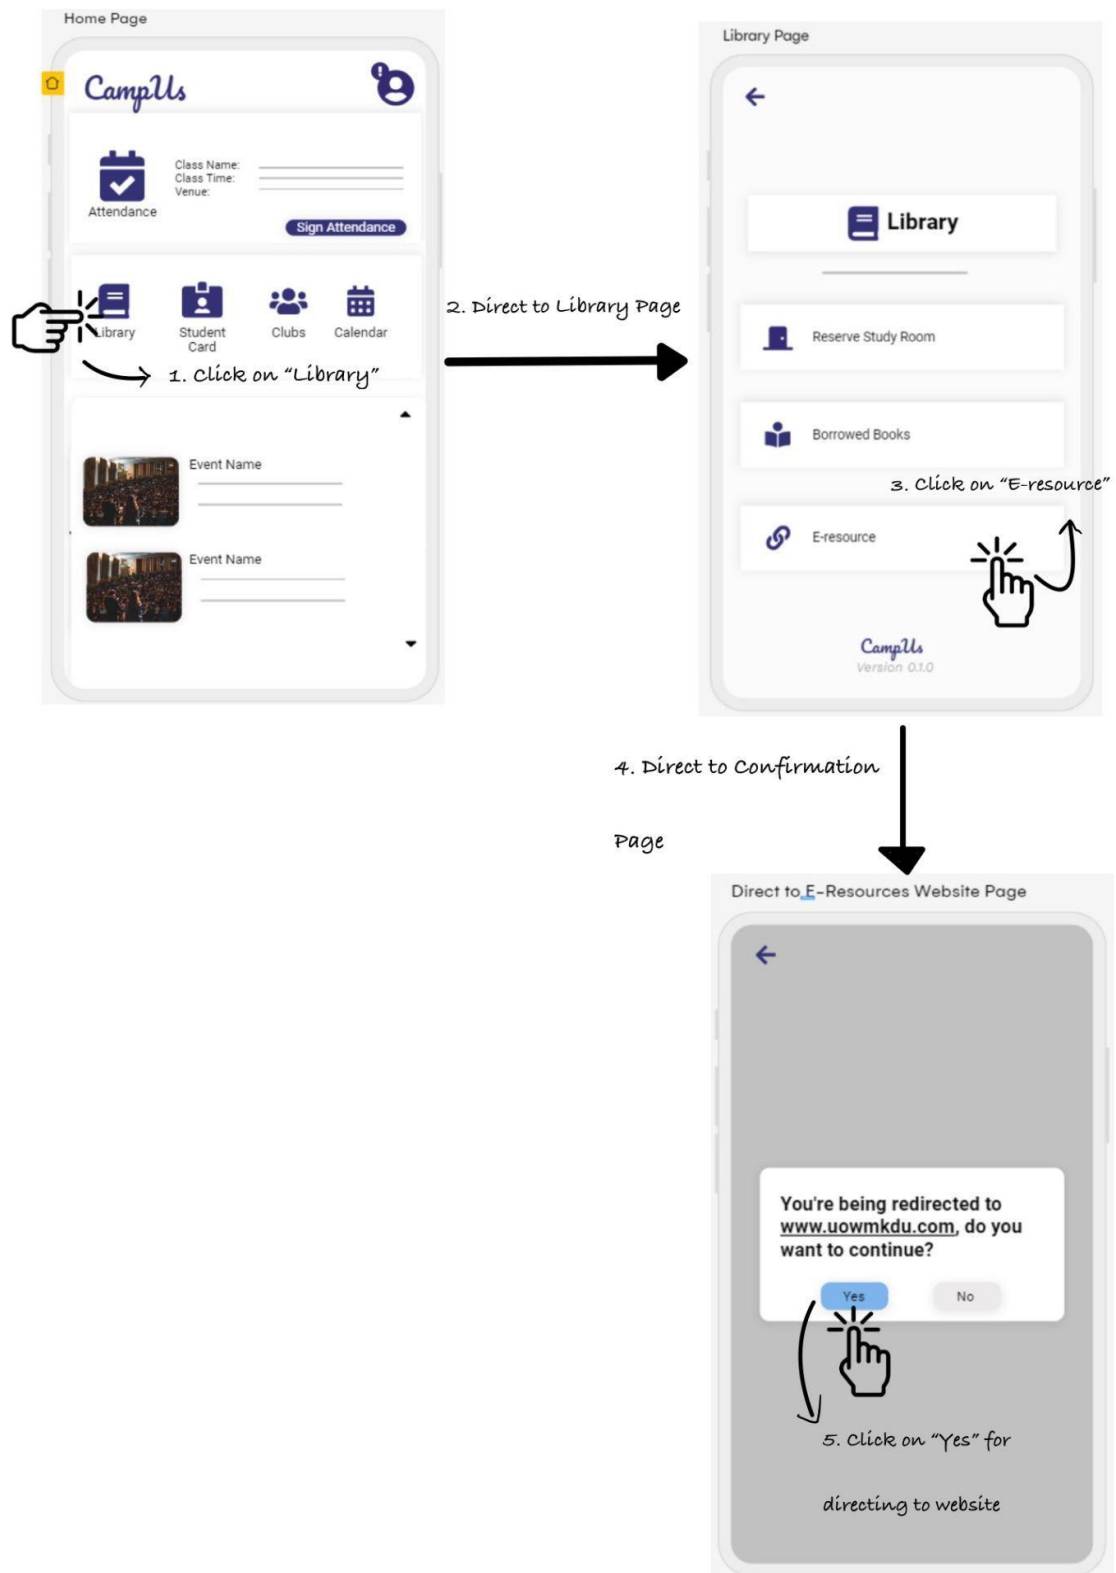 Home Page
CampUs
Class Name:
Class Time:
Venue:
Attendance
Sign Attendance
Library
Student
Card
Clubs
Calendar
1. Click on "Library"
Event Name
Event Name
2. Direct to Library Page
Library Page
Library
Reserve Study Room
Borrowed Books
3. Click on "E-resource"
E-resource
CampUs
Version 0.1.0
4. Direct to Confirmation
Page
Direct to E-Resources Website Page
You're being redirected to
www.uowmkdu.com, do you
want to continue?
Yes
No
5. Click on "Yes" for
directing to website